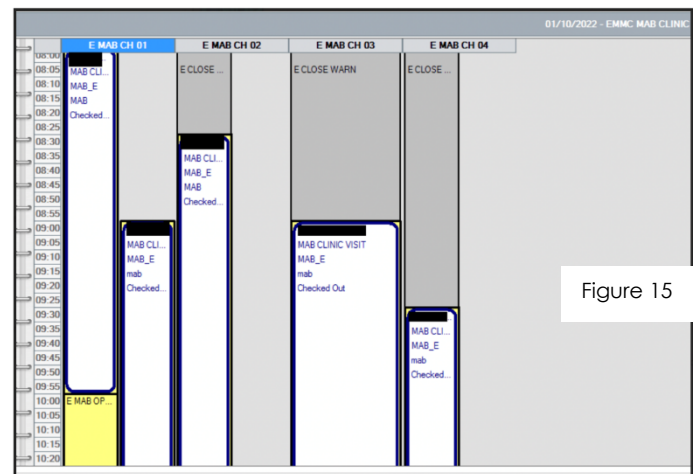 01/10/2022 - EMMC MAB CLINIC
E MAB CH 01 E MAB CH 02 E MAB CH 03 E MAB CH 04
08:00
08:05 MAB CLI... E CLOSE ... E CLOSE WARN E CLOSE ...
08:10 MAB_E
08:15 MAB
08:20 Checked...
08:25
08:30
08:35 MAB CLI...
08:40 MAB_E
08:45 MAB
08:50 Checked...
08:55
09:00
09:05 MAB CLI... MAB CLINIC VISIT
09:10 MAB_E MAB_E
09:15 mab mab
09:20 Checked... Checked Out
09:25
Figure 15
09:30
09:35 MAB CLI...
09:40 MAB_E
09:45 mab
09:50 Checked...
09:55
10:00 E MAB OP...
10:05
10:10
10:15
10:20